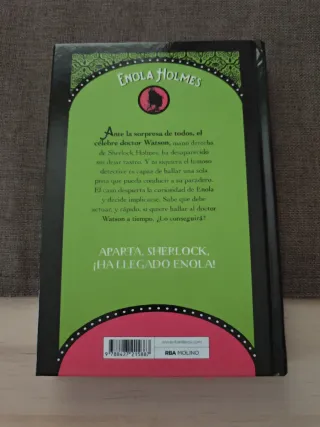 ENOLA HOLMES
Ante la sorpresa de todos, el
célebre doctor Watson, mano derecha
de Sherlock Holmes, ha desaparecido
sin dejar rastro. Y ni siquiera el famoso
detective es capaz de hallar una sola
pista que pueda conducir a su paradero.
El caso despierta la curiosidad de Enola
y decide implicarse. Sabe que debe
actuar, y rápido, si quiere hallar al doctor
Watson a tiempo. ¿Lo conseguirá?
APARTA, SHERLOCK,
¡HA LLEGADO ENOLA!
RBA MOLINO